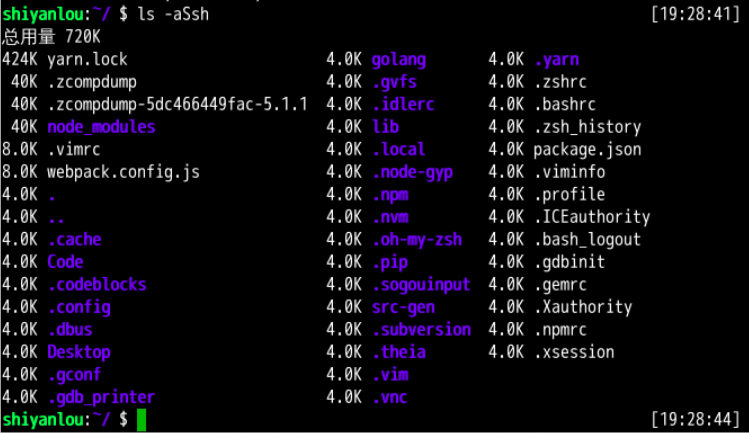 shiyanlou:~/ $ ls -aSsh [19:28:41]
总用量 720K
424K yarn.lock 4.0K golang 4.0K .yarn
40K .zcompdump 4.0K .gvfs 4.0K .zshrc
40K .zcompdump-5dc466449fac-5.1.1 4.0K .idlerc 4.0K .bashrc
40K node_modules 4.0K lib 4.0K .zsh_history
8.0K .vimrc 4.0K .local 4.0K package.json
8.0K webpack.config.js 4.0K .node-gyp 4.0K .viminfo
4.0K . 4.0K .npm 4.0K .profile
4.0K .. 4.0K .nvm 4.0K .ICEauthority
4.0K .cache 4.0K .oh-my-zsh 4.0K .bash_logout
4.0K Code 4.0K .pip 4.0K .gdbinit
4.0K .codeblocks 4.0K .sogouinput 4.0K .gemrc
4.0K .config 4.0K src-gen 4.0K .Xauthority
4.0K .dbus 4.0K .subversion 4.0K .npmrc
4.0K Desktop 4.0K .theia 4.0K .xsession
4.0K .gconf 4.0K .vim
4.0K .gdb_printer 4.0K .vnc
shiyanlou:~/ $ [19:28:44]